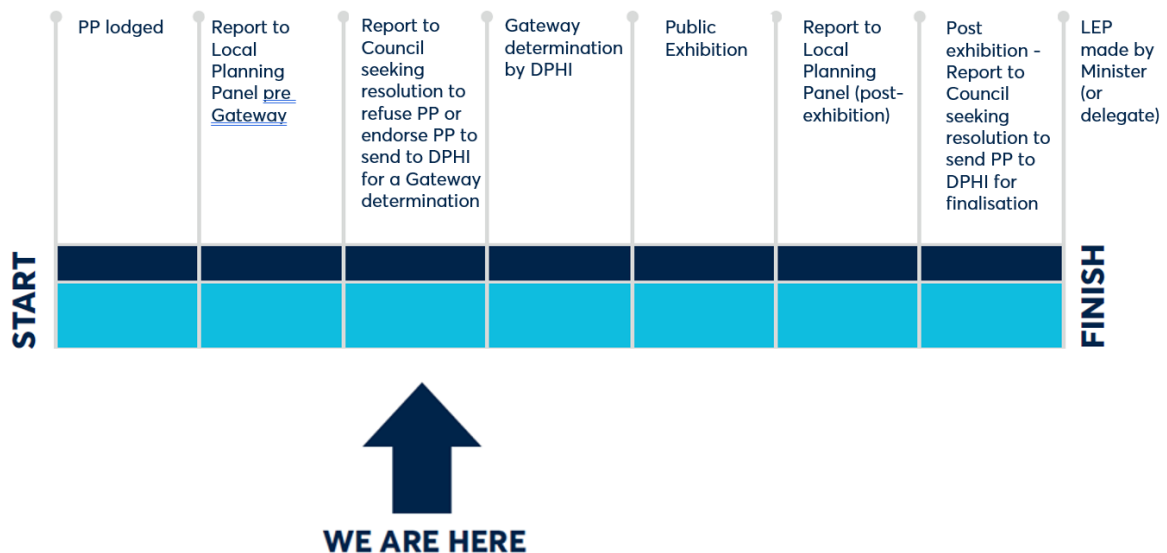 PP lodged
Report to
Local
Planning
Panel pre
Gateway
Report to
Council
seeking
resolution to
refuse PP or
endorse PP to
send to DPHI
for a Gateway
determination
Gateway
determination
by DPHI
Public
Exhibition
Report to
Local
Planning
Panel (post-
exhibition)
Post
exhibition -
Report to
Council
seeking
resolution to
send PP to
DPHI for
finalisation
LEP
made by
Minister
(or
delegate)
START
FINISH
WE ARE HERE